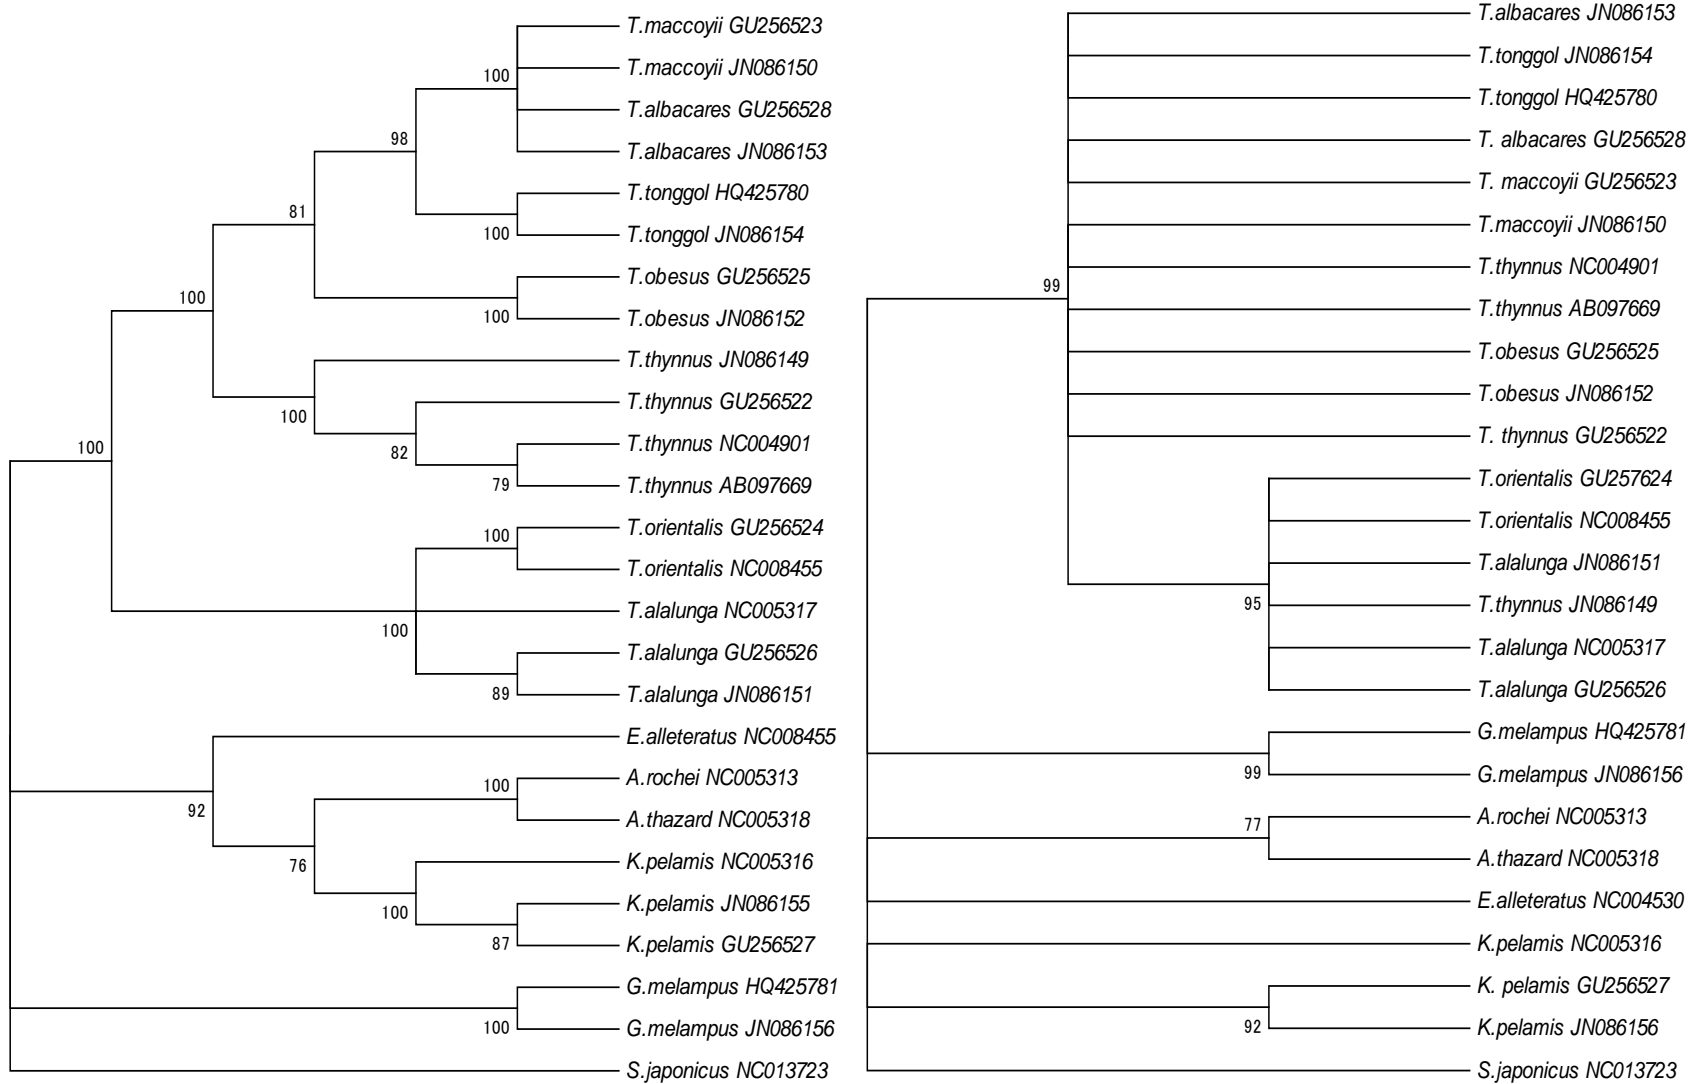 T.maccoyii GU256523
T.maccoyii JN086150
100
T.albacares GU256528
98
T.albacares JN086153
T.tonggol HQ425780
81
T.tonggol JN086154
100
T.obesus GU256525
100
T.obesus JN086152
100
T.thynnus JN086149
T.thynnus GU256522
100
T.thynnus NC004901
100
82
T.thynnus AB097669
79
T.orientalis GU256524
100
T.orientalis NC008455
T.alalunga NC005317
100
T.alalunga GU256526
T.alalunga JN086151
89
E.alleteratus NC008455
A.rochei NC005313
100
92
A.thazard NC005318
K.pelamis NC005316
76
K.pelamis JN086155
100
K.pelamis GU256527
87
G.melampus HQ425781
G.melampus JN086156
100
S.japonicus NC013723
T.albacares JN086153
T.tonggol JN086154
T.tonggol HQ425780
T. albacares GU256528
T. maccoyii GU256523
T.maccoyii JN086150
T.thynnus NC004901
99
T.thynnus AB097669
T.obesus GU256525
T.obesus JN086152
T. thynnus GU256522
T.orientalis GU257624
T.orientalis NC008455
T.alalunga JN086151
T.thynnus JN086149
95
T.alalunga NC005317
T.alalunga GU256526
G.melampus HQ425781
G.melampus JN086156
99
A.rochei NC005313
77
A.thazard NC005318
E.alleteratus NC004530
K.pelamis NC005316
K. pelamis GU256527
K.pelamis JN086156
92
S.japonicus NC013723